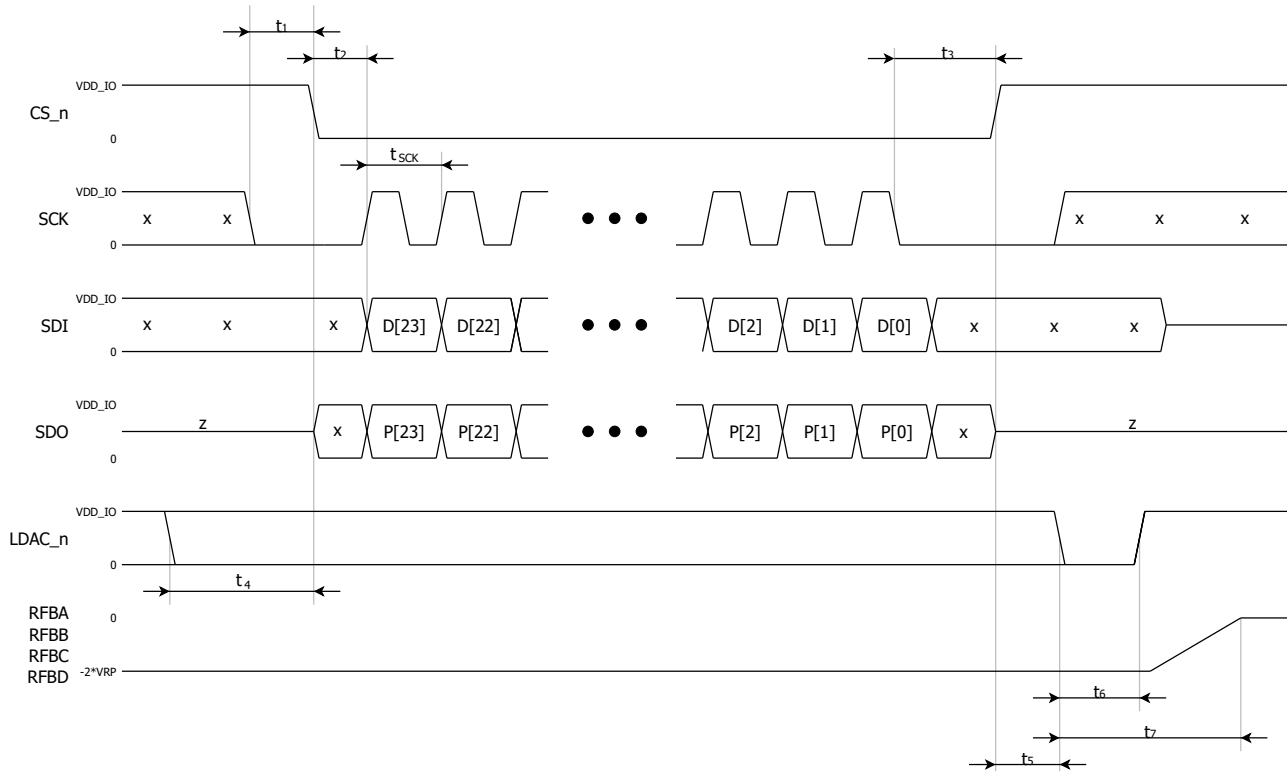 t1
t2
t3
VDD_IO
CS_n
0
tSCK
VDD_IO
SCK
x x x x x
0
VDD_IO
SDI
x x x D[23] D[22] D[2] D[1] D[0] x x x
0
VDD_IO
SDO
z x P[23] P[22] P[2] P[1] P[0] x z
0
VDD_IO
LDAC_n
0
t4
RFBA 0
RFBB
RFBC
RFBD -2*VRP
t6
t7
t5